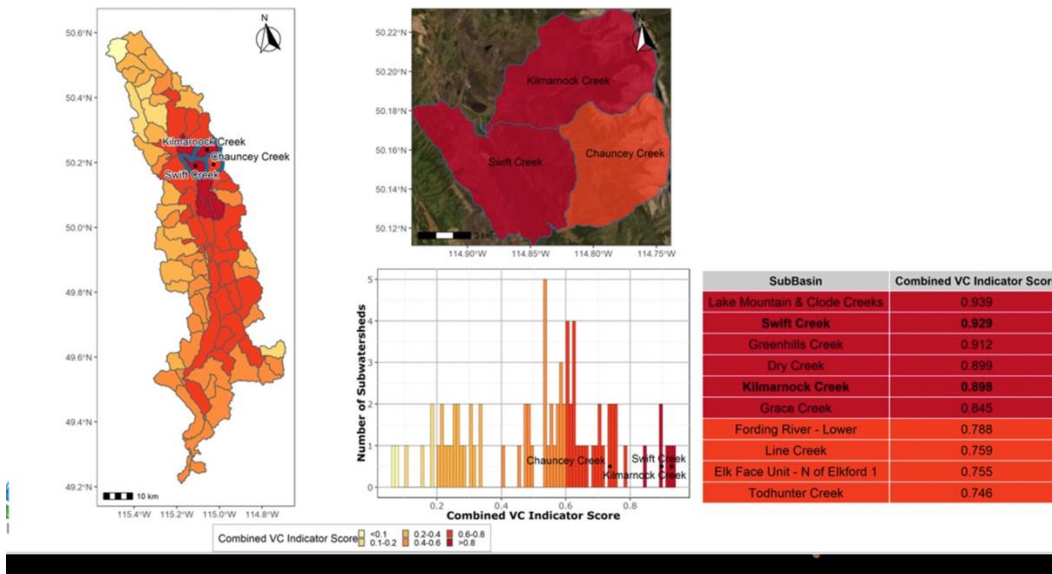 N
50.6°N
50.4°N
50.2°N
50.0°N
49.8°N
49.6°N
49.4°N
49.2°N
Kilmarnock Creek
Chauncey Creek
Swift Creek
10 km
115.4°W 115.2°W 115.0°W 114.8°W
50.22°N
50.20°N
50.18°N
50.16°N
50.14°N
50.12°N
Kilmarnock Creek
Chauncey Creek
Swift Creek
114.90°W 114.85°W 114.80°W 114.75°W
Number of Subwatersheds
5
4
3
2
1
0
Chauncey Creek
Swift Creek
Kilmarnock Creek
0.2 0.4 0.6 0.8
Combined VC Indicator Score
SubBasin Combined VC Indicator Score
Lake Mountain & Clode Creeks 0.939
Swift Creek 0.929
Greenhills Creek 0.912
Dry Creek 0.899
Kilmarnock Creek 0.898
Grace Creek 0.845
Fording River - Lower 0.788
Line Creek 0.759
Elk Face Unit - N of Elkford 1 0.755
Todhunter Creek 0.746
Combined VC Indicator Score <0.1 0.2-0.4 0.6-0.8
0.1-0.2 0.4-0.6 >0.8